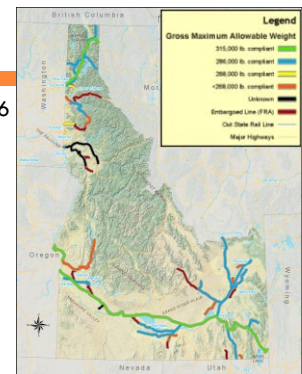 British Columbia
Legend
Gross Maximum Allowable Weight
315,000 lb. compliant
286,000 lb. compliant
268,000 lb. compliant
<268,000 lb. compliant
Unknown
Embargoed Line (FRA)
Out State Rail Line
Major Highways
Washington
6
Oregon
Wyoming
Nevada
Utah